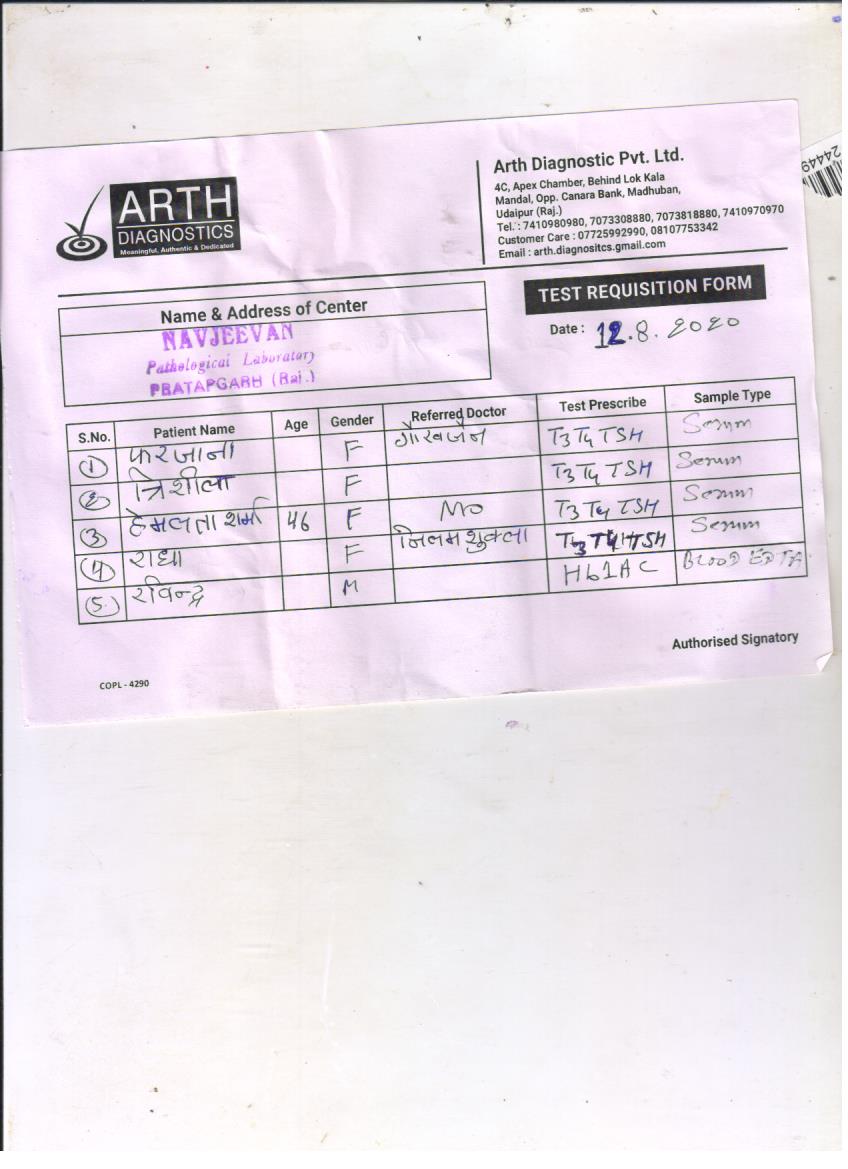 ARTH
DIAGNOSTICS
Meaningful, Authentic & Dedicated
Arth Diagnostic Pvt. Ltd.
4C, Apex Chamber, Behind Lok Kala
Mandal, Opp. Canara Bank, Madhuban,
Udaipur (Raj.)
Tel.: 7410980980, 7073308880, 7073818880, 7410970970
Customer Care : 07725992990, 08107753342
Email : arth.diagnositcs.gmail.com
24449
Name & Address of Center
NAVJEEVAN
Pathological Laboratory
PRATAPGARH (Raj.)
TEST REQUISITION FORM
Date : 12.8.2020
S.No. Patient Name Age Gender Referred Doctor Test Prescribe Sample Type
1 फरजाना F T3 T4 TSH Serum
2 त्रिशीला F T3 T4 TSH Serum
3 हेमलता शर्मा 46 F MO T3 T4 TSH Serum
4 राधा F निलम शुक्ला T3 T4 TSH Serum
5. रविन्द्र M Hb1AC BLOOD EDTA
Authorised Signatory
COPL - 4290